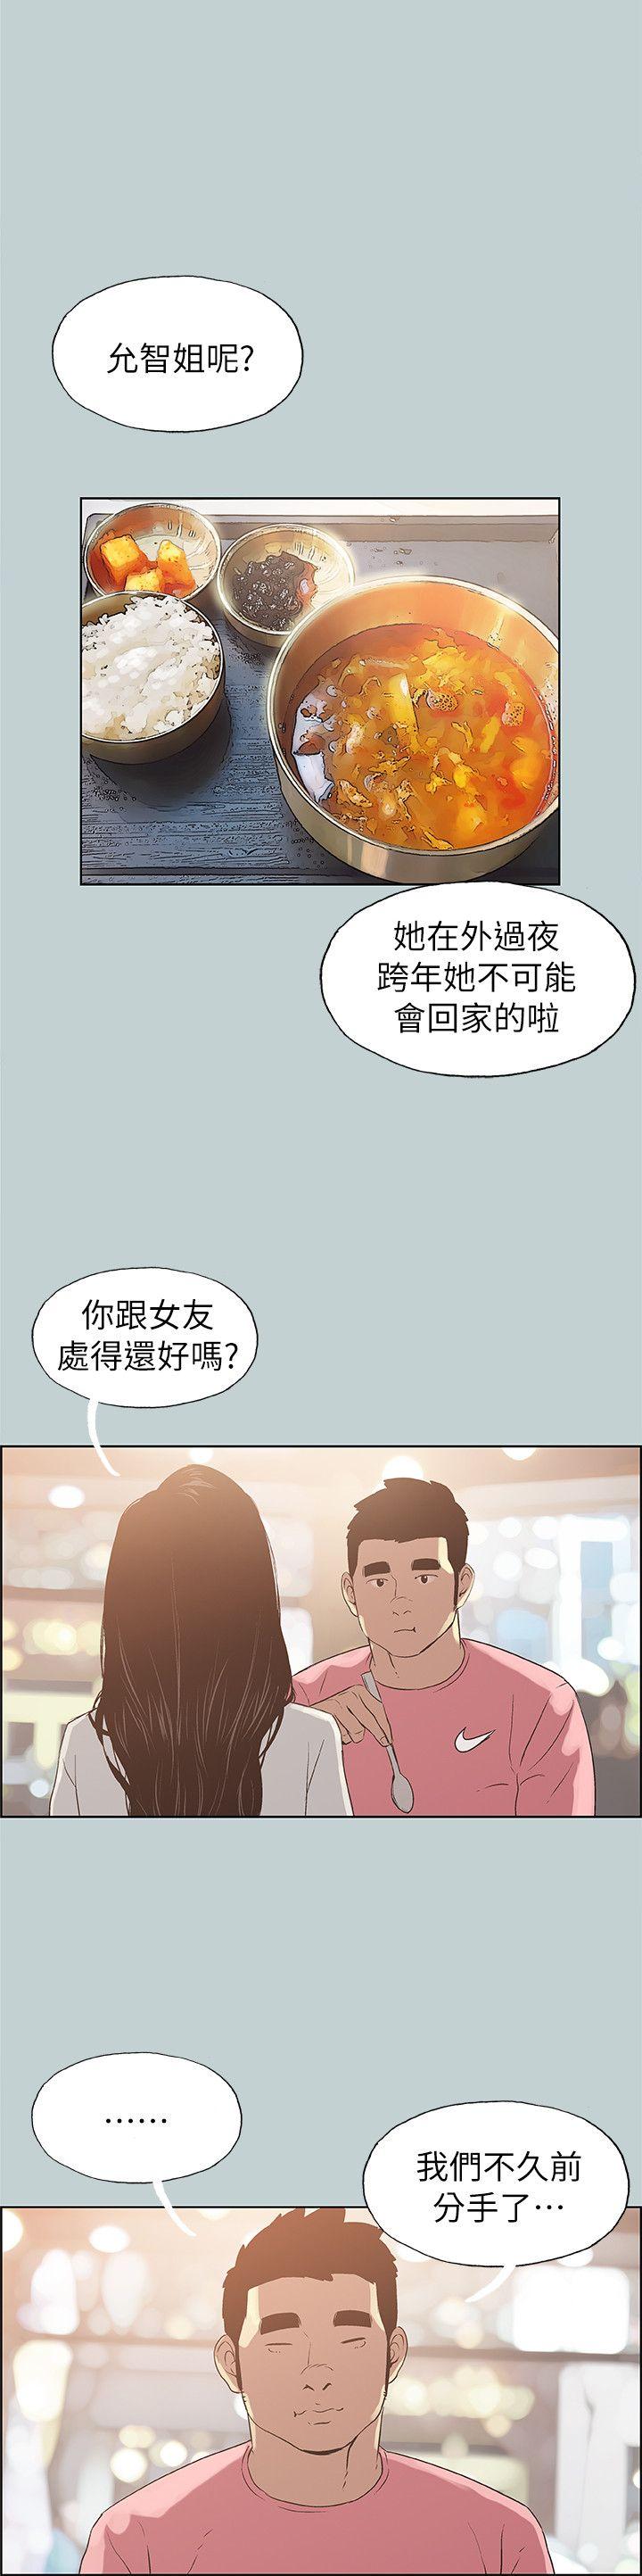 允智姐呢?
她在外過夜
跨年她不可能
會回家的啦
你跟女友
處得還好嗎?
……
我們不久前
分手了…